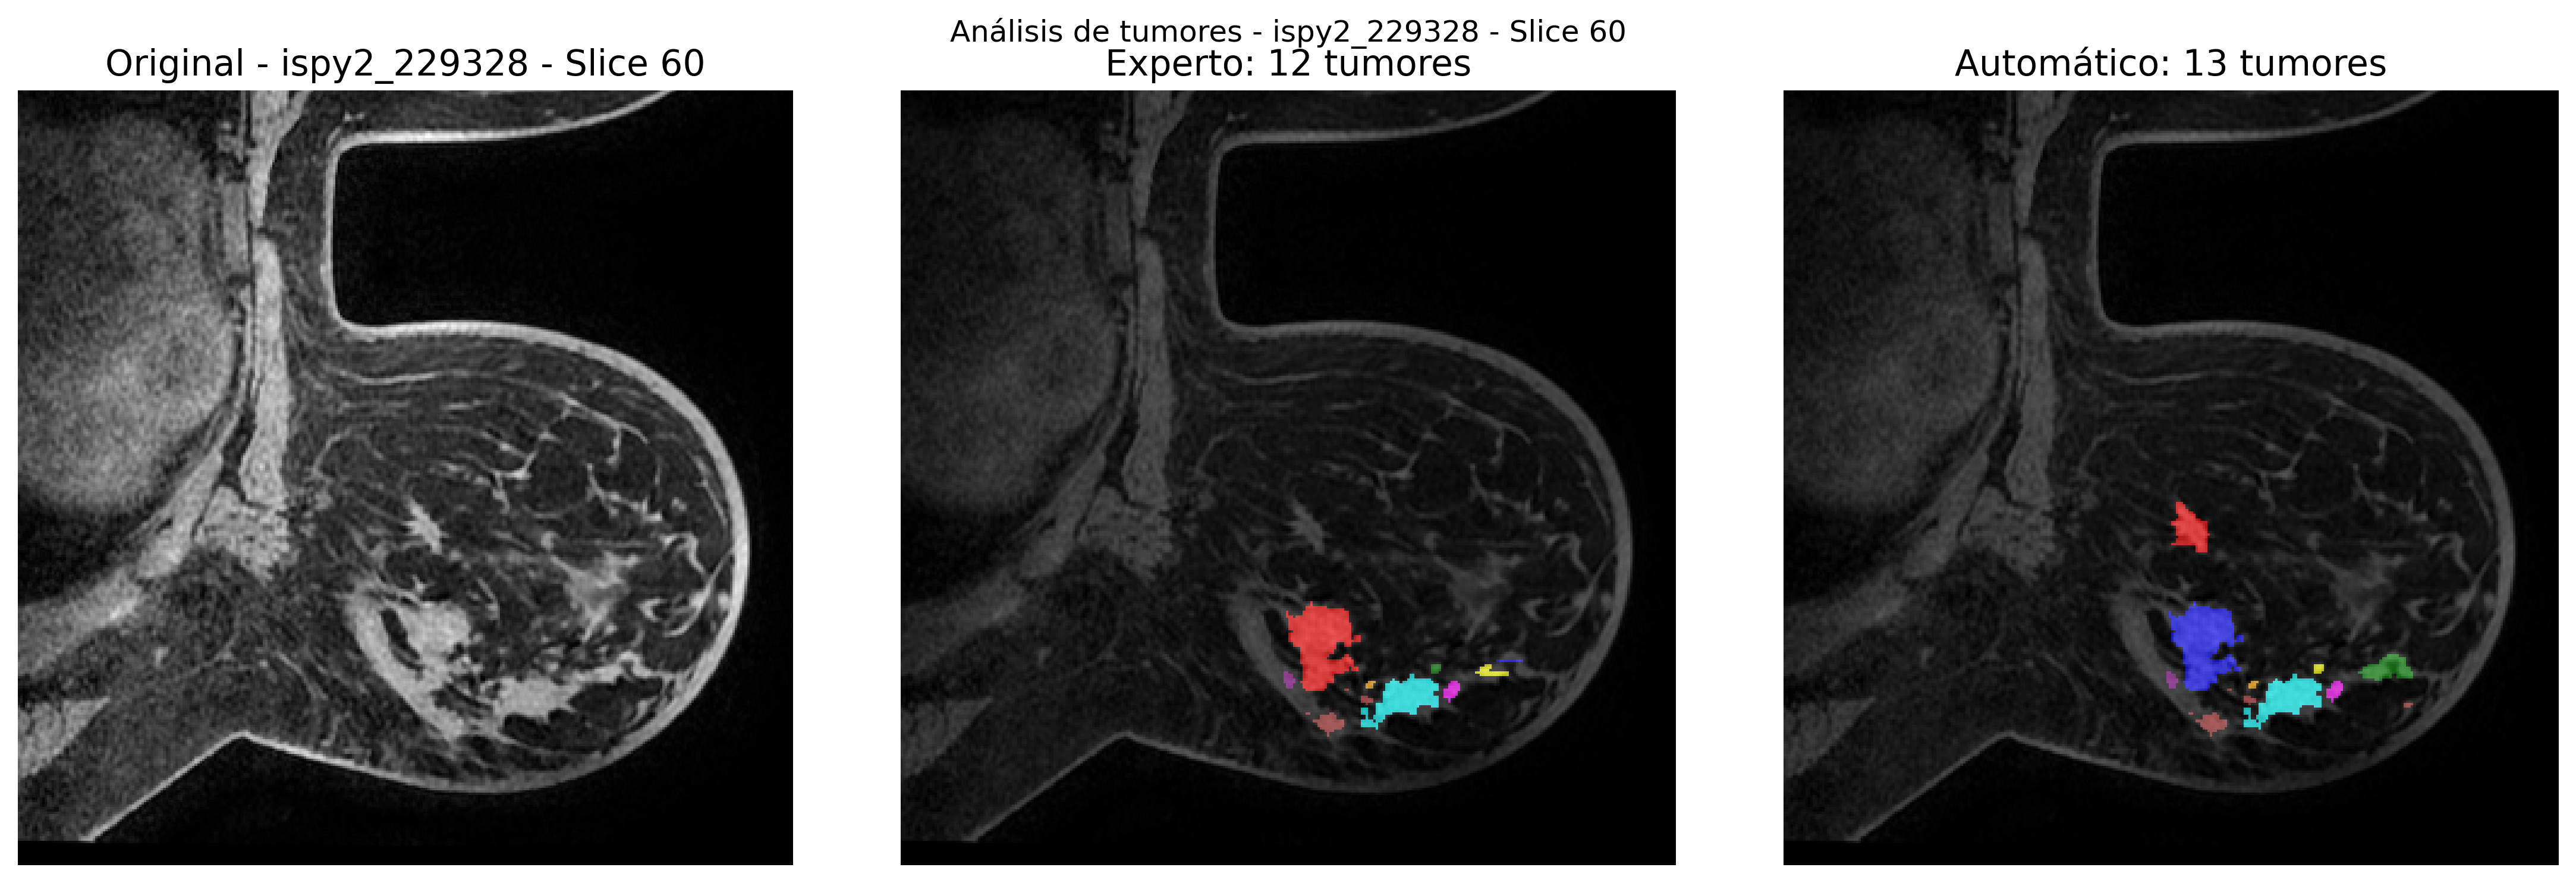 Análisis de tumores - ispy2_229328 - Slice 60
Original - ispy2_229328 - Slice 60
Experto: 12 tumores
Automático: 13 tumores